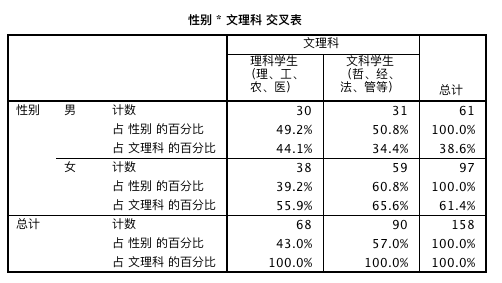 性别 * 文理科 交叉表
文理科
理科学生（理、工、农、医） 文科学生（哲、经、法、管等） 总计
性别 男 计数 30 31 61
占 性别 的百分比 49.2% 50.8% 100.0%
占 文理科 的百分比 44.1% 34.4% 38.6%
女 计数 38 59 97
占 性别 的百分比 39.2% 60.8% 100.0%
占 文理科 的百分比 55.9% 65.6% 61.4%
总计 计数 68 90 158
占 性别 的百分比 43.0% 57.0% 100.0%
占 文理科 的百分比 100.0% 100.0% 100.0%